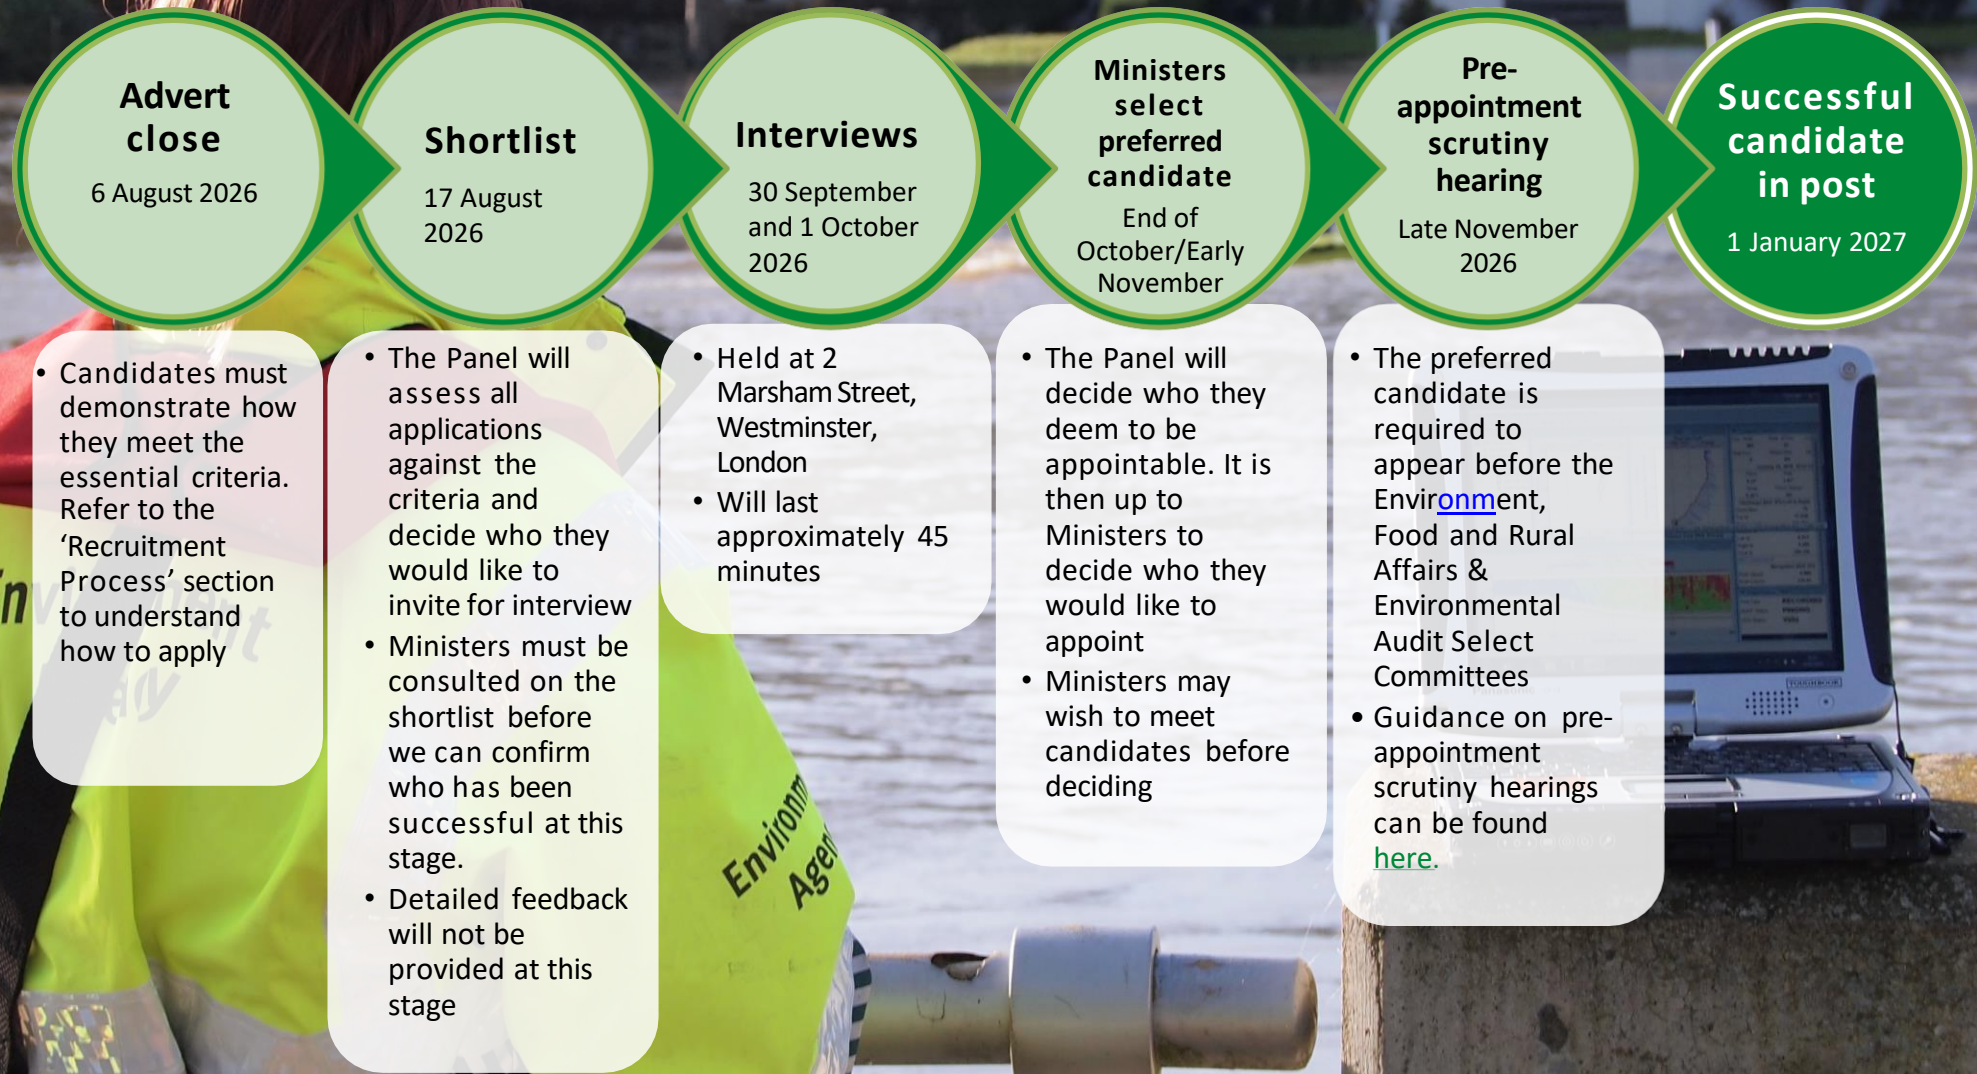 Advert
close
6 August 2026
Shortlist
17 August
2026
Interviews
30 September
and 1 October
2026
Ministers
select
preferred
candidate
End of
October/Early
November
Pre-
appointment
scrutiny
hearing
Late November
2026
Successful
candidate
in post
1 January 2027
• Candidates must
demonstrate how
they meet the
essential criteria.
Refer to the
‘Recruitment
Process’ section
to understand
how to apply
• The Panel will
assess all
applications
against the
criteria and
decide who they
would like to
invite for interview
• Ministers must be
consulted on the
shortlist before
we can confirm
who has been
successful at this
stage.
• Detailed feedback
will not be
provided at this
stage
• Held at 2
Marsham Street,
Westminster,
London
• Will last
approximately 45
minutes
• The Panel will
decide who they
deem to be
appointable. It is
then up to
Ministers to
decide who they
would like to
appoint
• Ministers may
wish to meet
candidates before
deciding
• The preferred
candidate is
required to
appear before the
Environment,
Food and Rural
Affairs &
Environmental
Audit Select
Committees
• Guidance on pre-
appointment
scrutiny hearings
can be found
here.
Environm
Agen
Panasonic
TOUGHBOOK